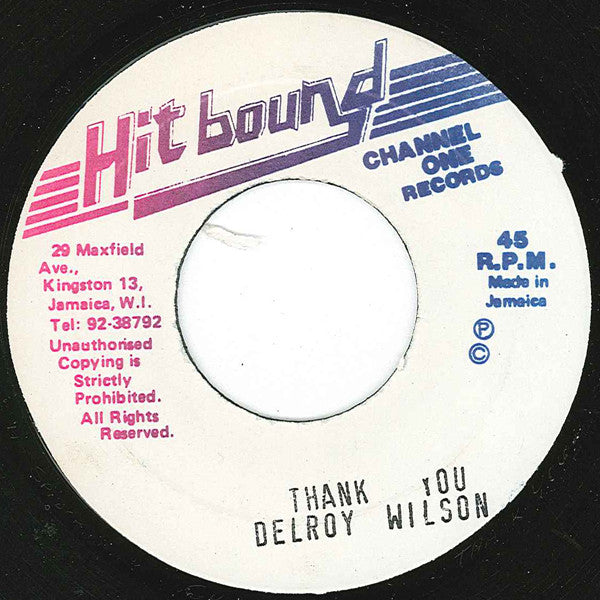 Hit bound
CHANNEL
ONE
RECORDS
29 Maxfield
Ave.,
Kingston 13,
Jamaica, W.I.
Tel: 92-38792
Unauthorised
Copying is
Strictly
Prohibited.
All Rights
Reserved.
45
R.P.M.
Made in
Jamaica
Ⓟ
©
THANK YOU
DELROY WILSON